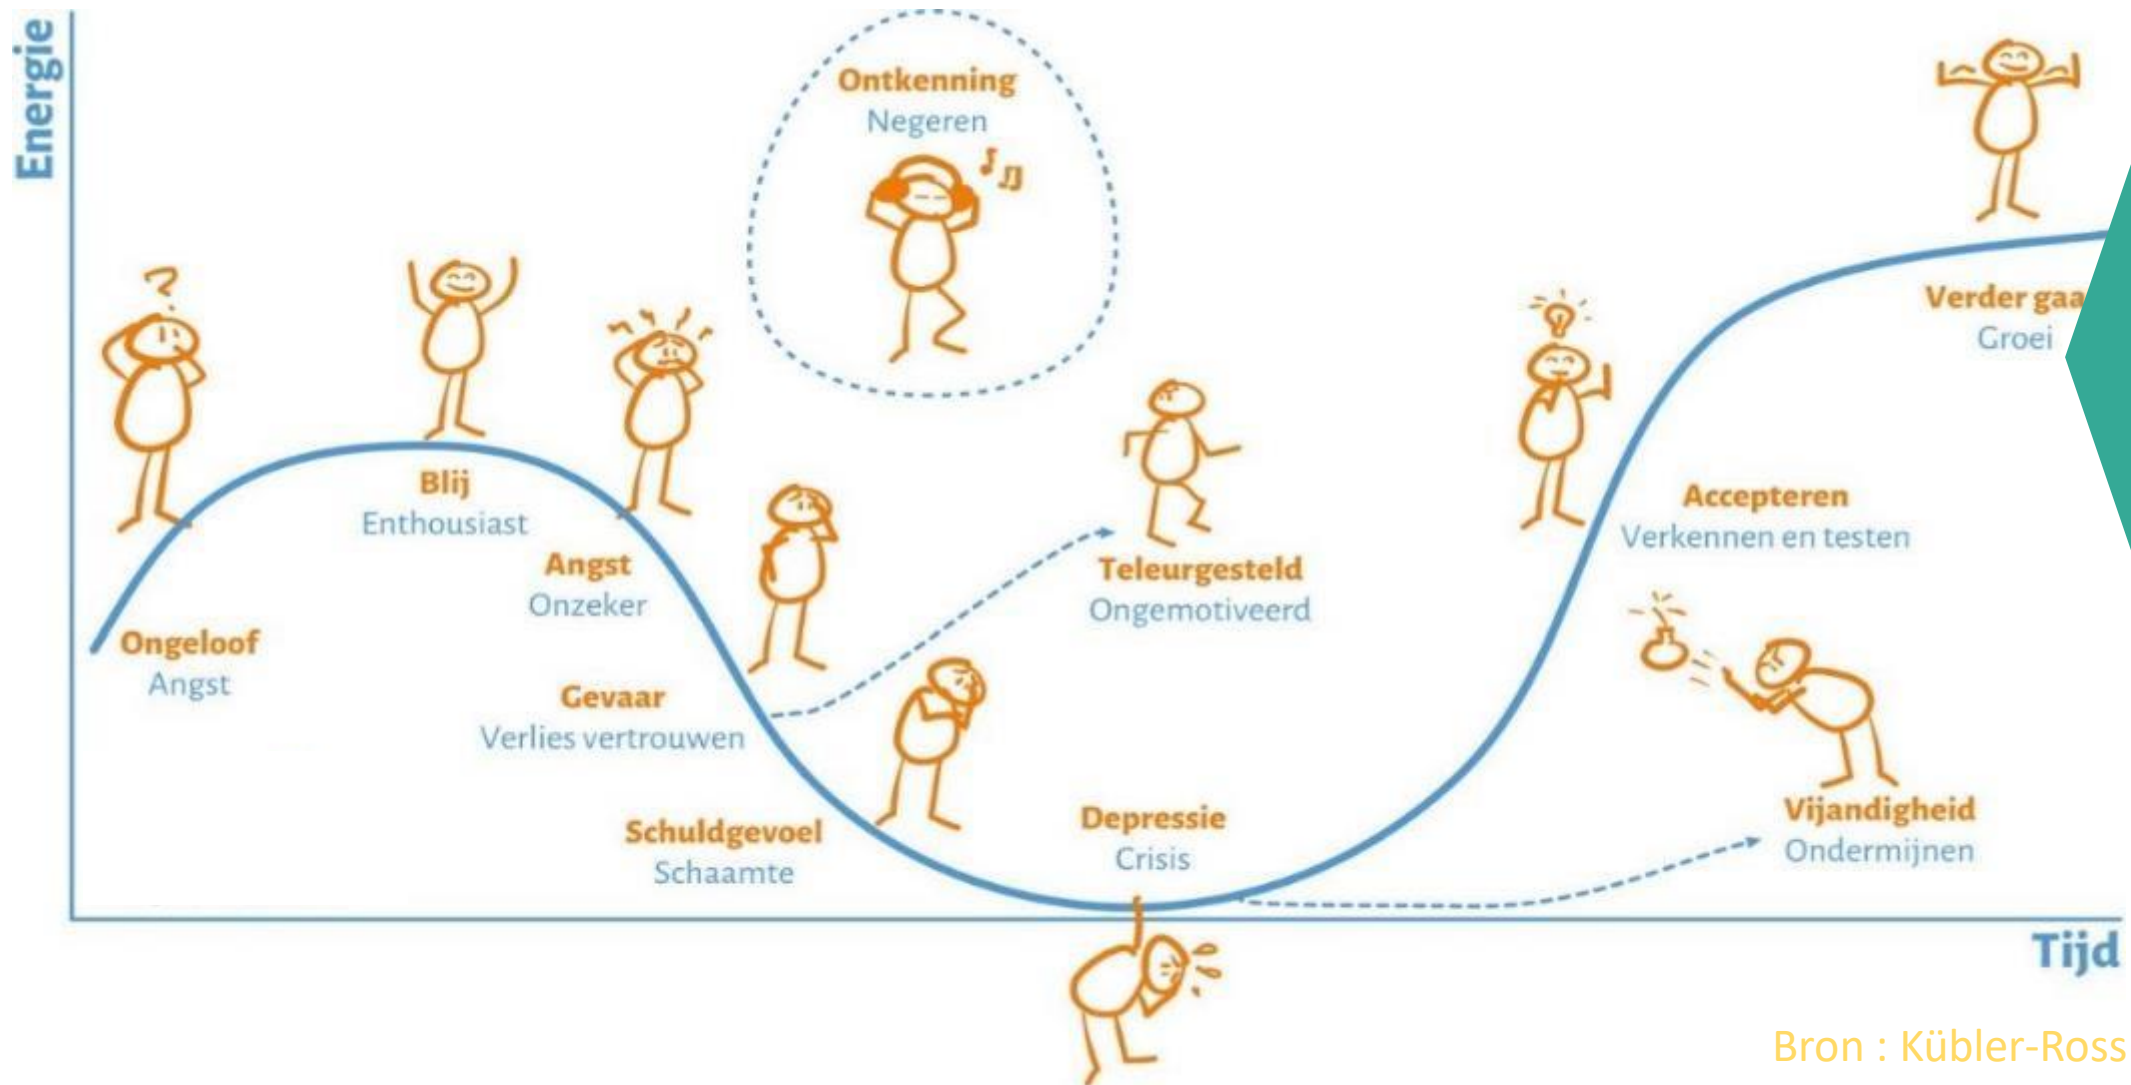 Energie
Ontkenning
Negeren
Blij
Enthousiast
Angst
Onzeker
Ongeloof
Angst
Gevaar
Verlies vertrouwen
Schuldgevoel
Schaamte
Teleurgesteld
Ongemotiveerd
Depressie
Crisis
Accepteren
Verkennen en testen
Verder gaa
Groei
Vijandigheid
Ondermijnen
Tijd
Bron : Kübler-Ross